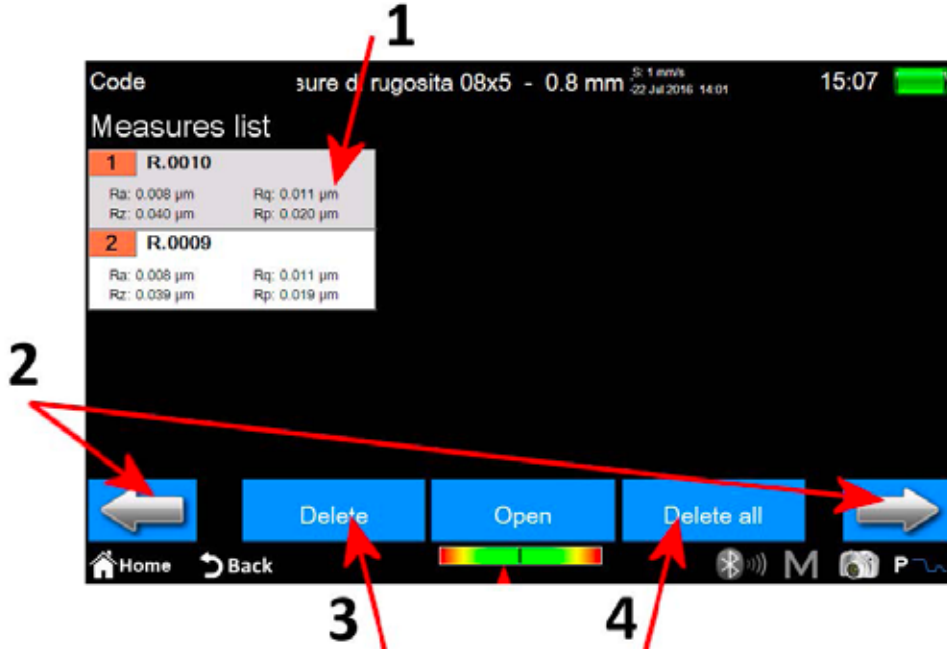 1
Code sure di rugosita 08x5 - 0.8 mm S: 1 mm/s 15:07
-22 Jul 2016 14:01
Measures list
1 R.0010
Ra: 0.008 µm Rq: 0.011 µm
Rz: 0.040 µm Rp: 0.020 µm
2 R.0009
Ra: 0.008 µm Rq: 0.011 µm
Rz: 0.039 µm Rp: 0.019 µm
2
Delete Open Delete all
Home Back M P
3 4